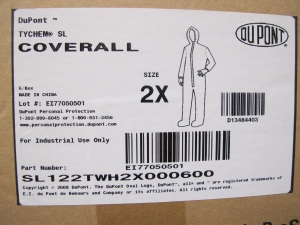 DuPont ™
TYCHEM® SL
COVERALL
DUPONT
SIZE
2X
6/Box
MADE IN CHINA
Lot #: EI77050501
DuPont Personal Protection
1-302-999-6045 or 1-800-931-3456
www.personalprotection.dupont.com
D13484403
For Industrial Use Only
EI77050501
Part Number:
SL122TWH2X000600
Copyright © 2008 DuPont. The DuPont Oval Logo, DuPont™, all» and ™ are trademarks of
E.I. du Pont de Nemours and Company or its affiliates. All rights reserved.